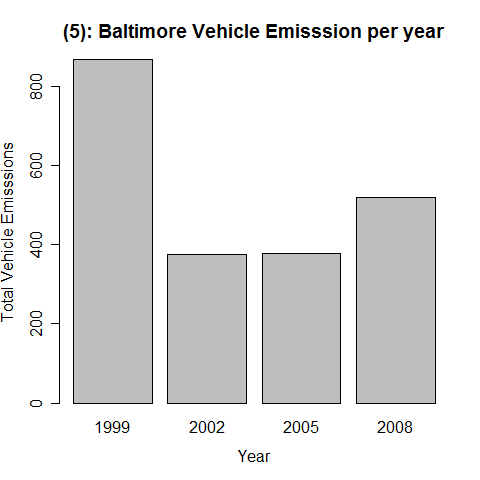 (5): Baltimore Vehicle Emisssion per year
Total Vehicle Emisssions
800
600
400
200
0
1999 2002 2005 2008
Year